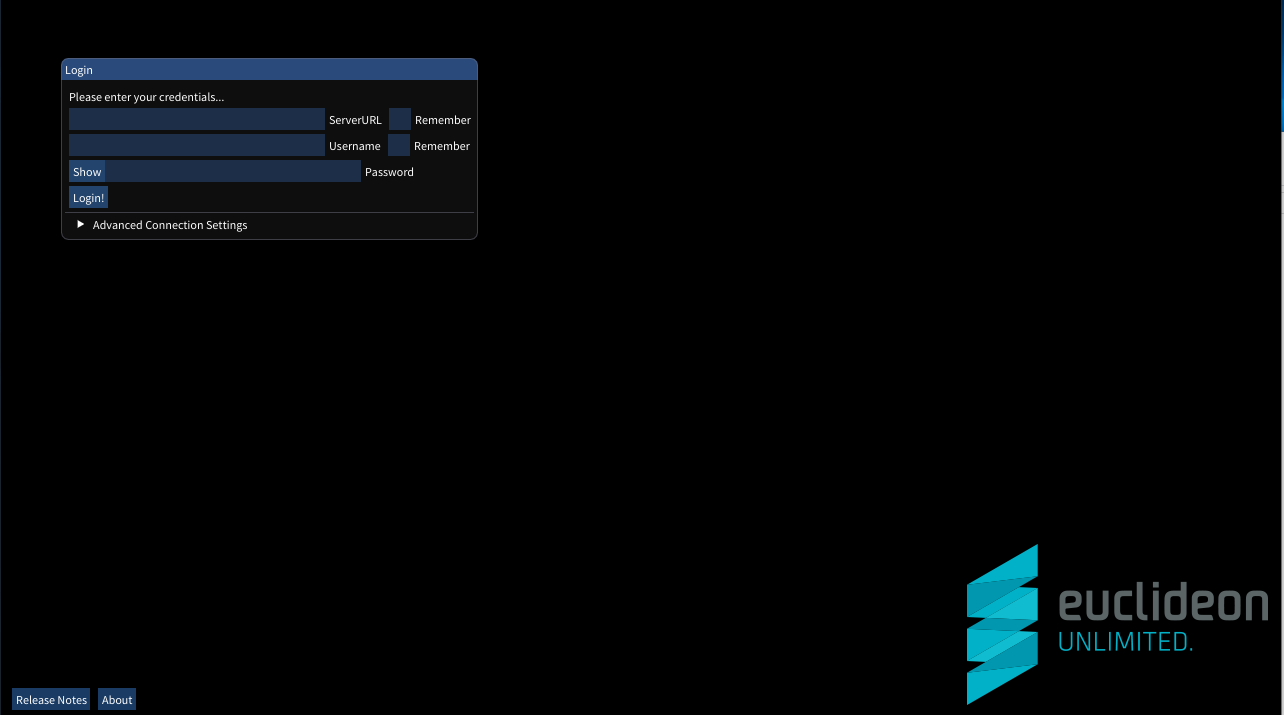 Login
Please enter your credentials...
ServerURL Remember
Username Remember
Show Password
Login!
Advanced Connection Settings
euclideon
UNLIMITED.
Release Notes About